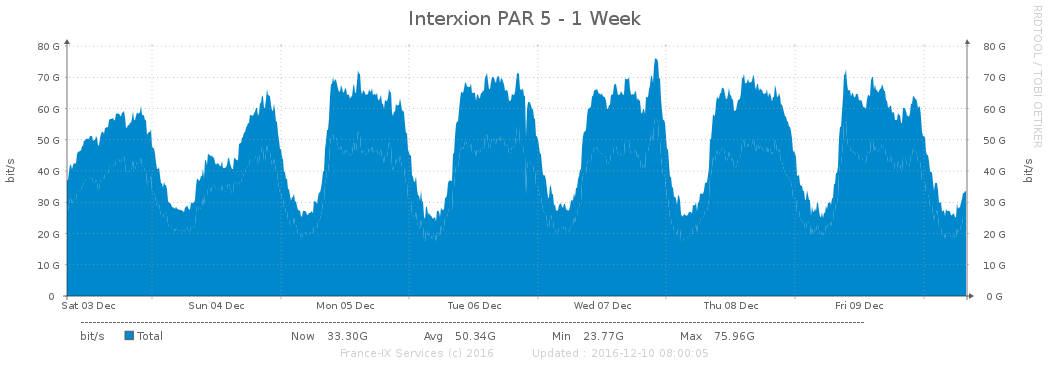 Interxion PAR 5 - 1 Week
RRDTOOL / TOBI OETIKER
bit/s
80 G 80 G
70 G 70 G
60 G 60 G
50 G 50 G
40 G 40 G
30 G 30 G
20 G 20 G
10 G 10 G
0 0 G
bit/s
Sat 03 Dec Sun 04 Dec Mon 05 Dec Tue 06 Dec Wed 07 Dec Thu 08 Dec Fri 09 Dec
bit/s Total Now 33.30G Avg 50.34G Min 23.77G Max 75.96G
France-IX Services (c) 2016 Updated : 2016-12-10 08:00:05